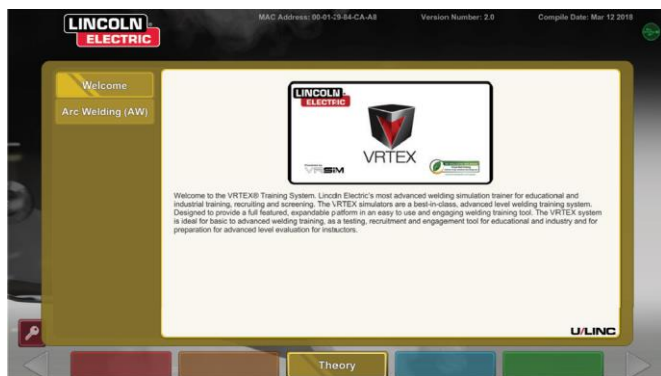 LINCOLN
ELECTRIC
MAC Address: 00-01-29-84-CA-A8 Version Number: 2.0 Compile Date: Mar 12 2018
Welcome
Arc Welding (AW)
LINCOLN
ELECTRIC
VRTEX
VRSIM
Welcome to the VRTEX® Training System. Lincoln Electric's most advanced welding simulation trainer for educational and
industrial training, recruiting and screening. The VRTEX simulators are a best-in-class, advanced level welding training system.
Designed to provide a full featured, expandable platform in an easy to use and engaging welding training tool. The VRTEX system
is ideal for basic to advanced welding training, as a testing, recruitment and engagement tool for educational and industry and for
preparation for advanced level evaluation for instuctors.
U/LINC
Theory